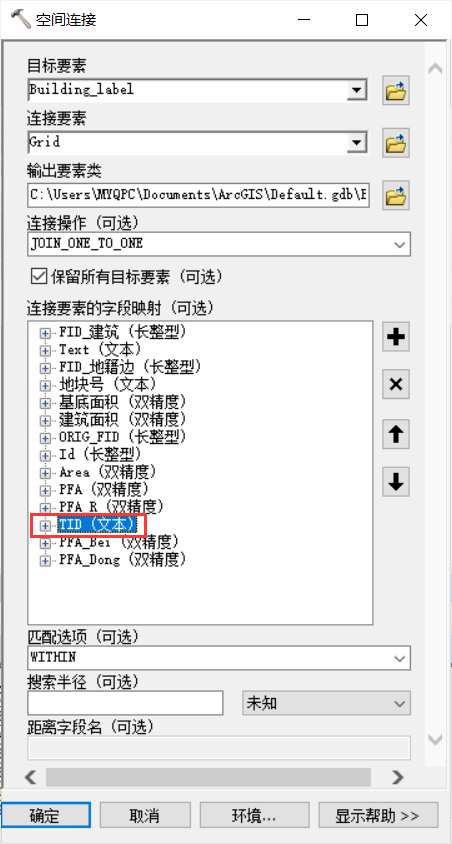 空间连接
目标要素
Building_label
连接要素
Grid
输出要素类
C:\Users\MYQPC\Documents\ArcGIS\Default.gdb\B
连接操作 (可选)
JOIN_ONE_TO_ONE
保留所有目标要素 (可选)
连接要素的字段映射 (可选)
FID_建筑 (长整型)
Text (文本)
FID_地籍边 (长整型)
地块号 (文本)
基底面积 (双精度)
建筑面积 (双精度)
ORIG_FID (长整型)
Id (长整型)
Area (双精度)
PFA (双精度)
PFA_R (双精度)
TID (文本)
PFA_Bei (双精度)
PFA_Dong (双精度)
匹配选项 (可选)
WITHIN
搜索半径 (可选)
未知
距离字段名 (可选)
确定 取消 环境... 显示帮助 >>